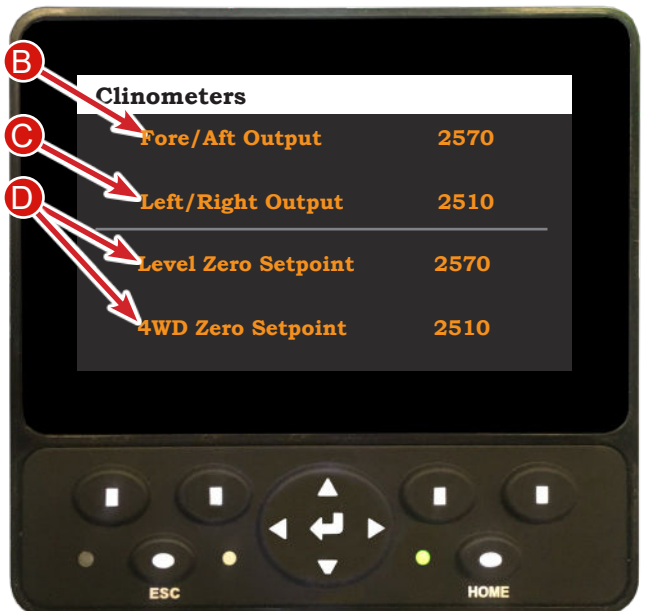 Clinometers
B Fore/Aft Output 2570
C Left/Right Output 2510
D Level Zero Setpoint 2570
4WD Zero Setpoint 2510
ESC HOME